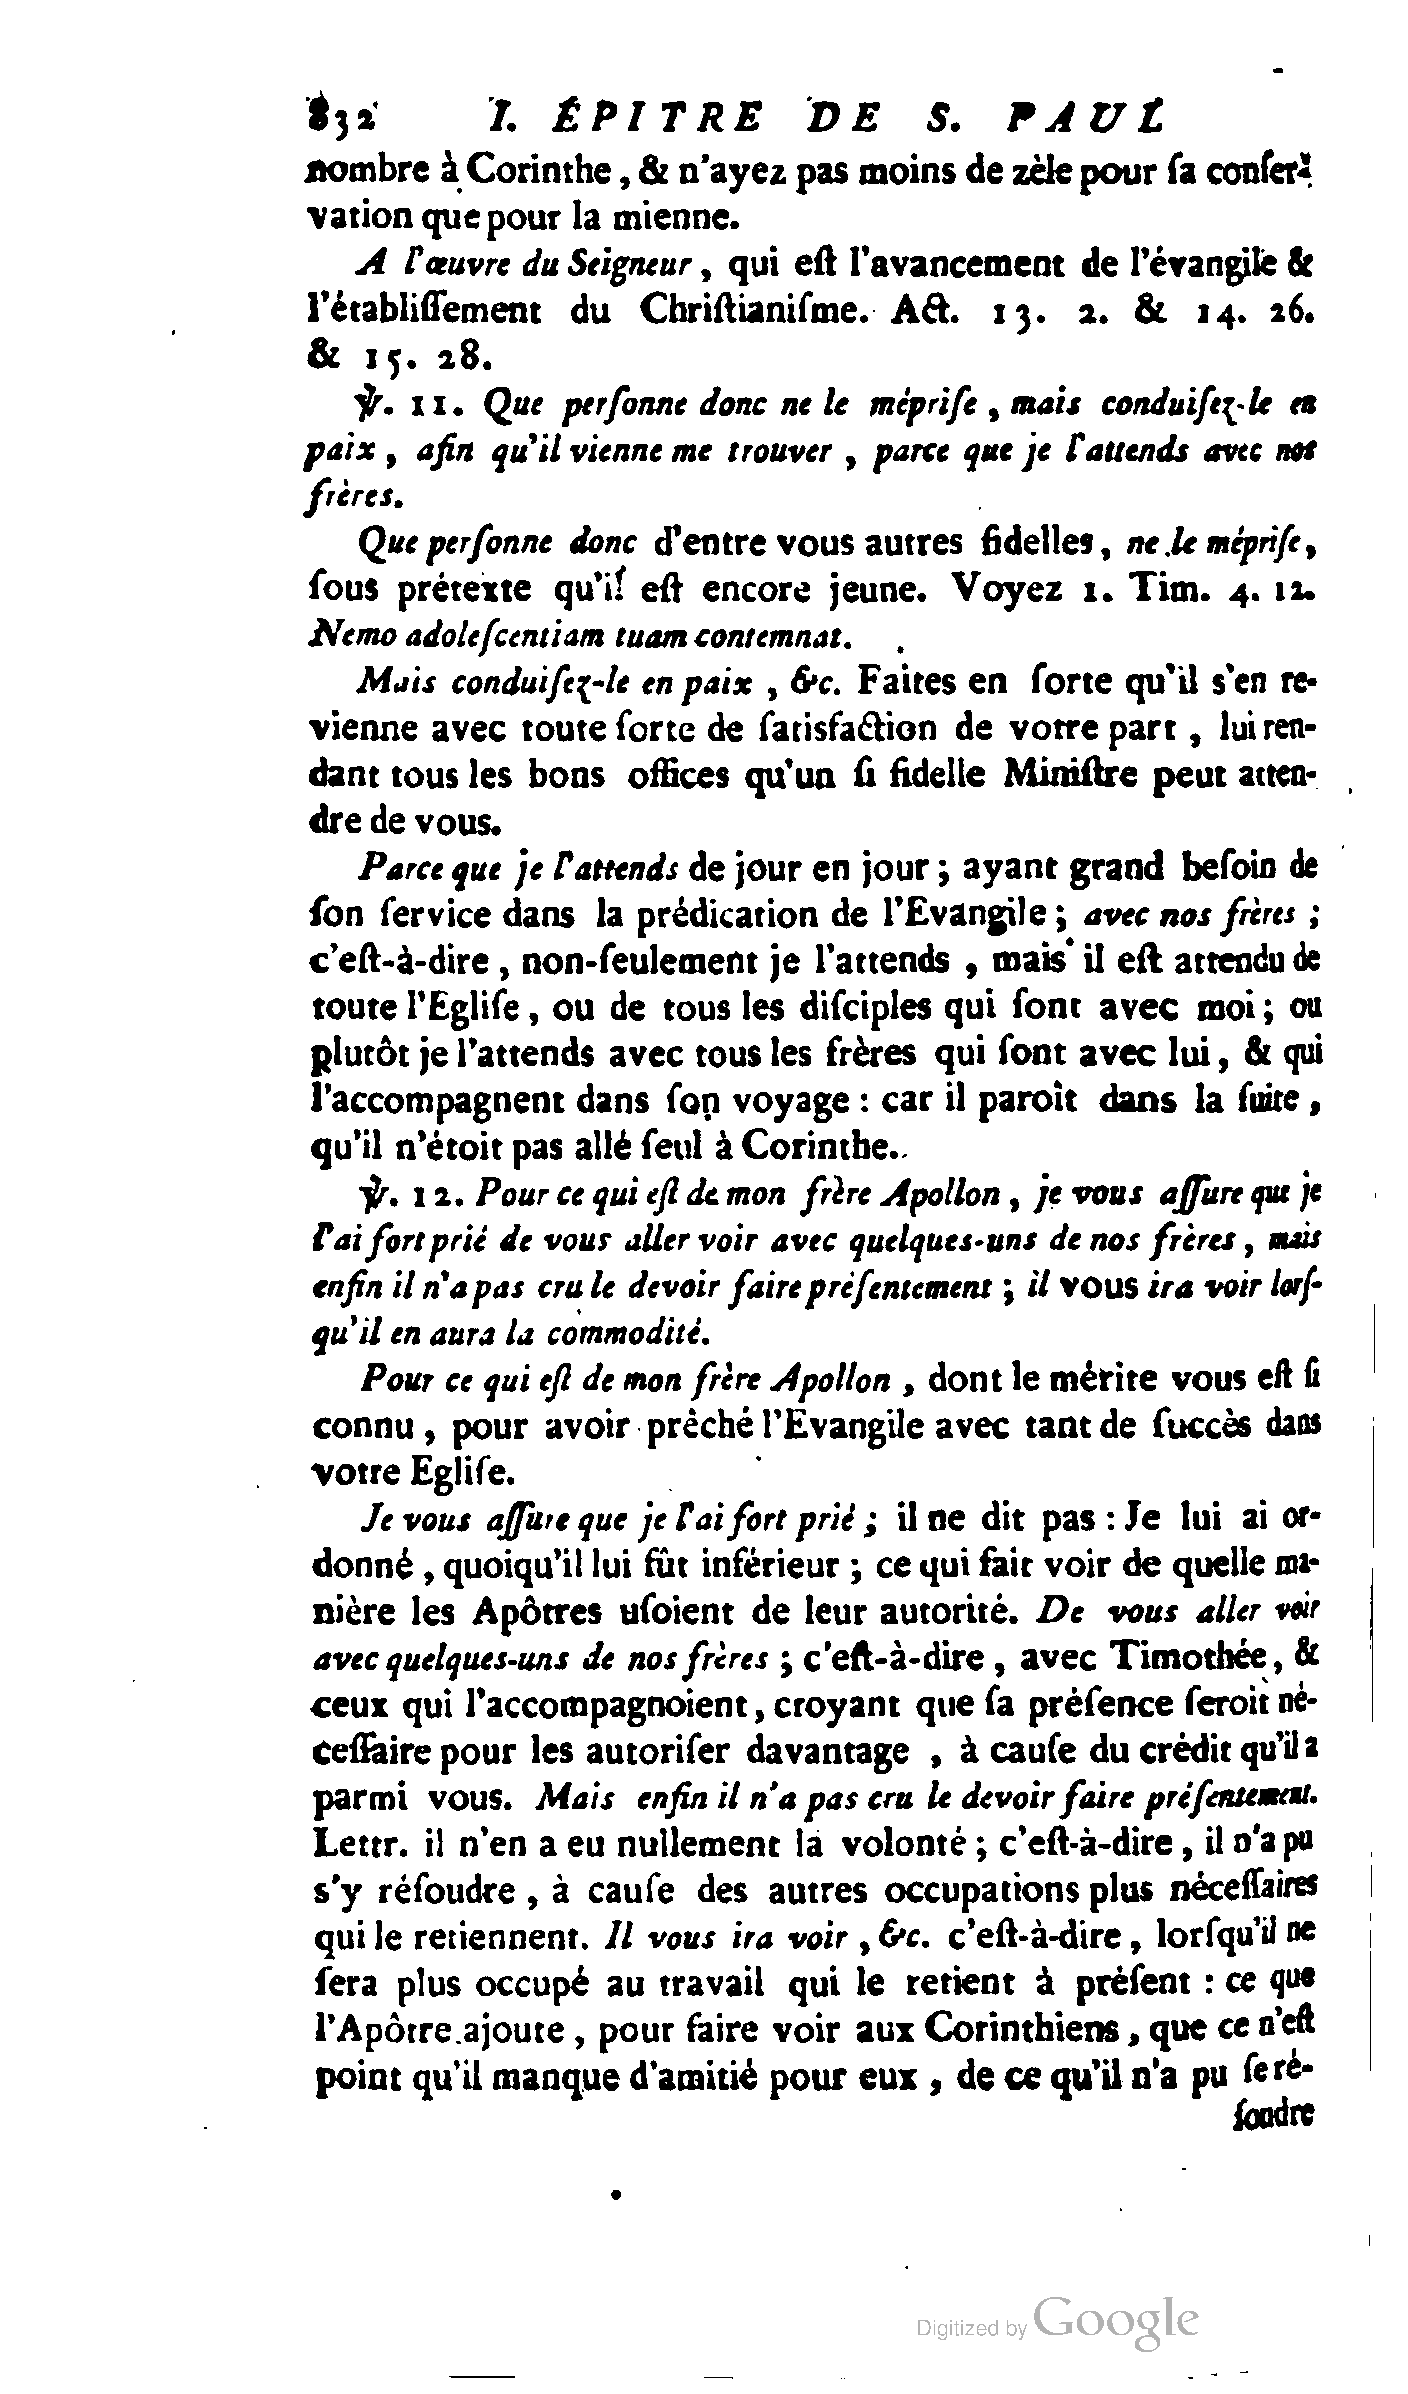 832 I. ÉPITRE DE S. PAUL
nombre à Corinthe, & n'ayez pas moins de zèle pour ſa conſer-
vation que pour la mienne.
A l'œuvre du Seigneur, qui eſt l'avancement de l'évangile &
l'établiſſement du Chriſtianiſme. Act. 13. 2. & 14. 26.
& 15. 28.
℣. 11. Que perſonne donc ne le mépriſe, mais conduiſez-le en
paix, afin qu'il vienne me trouver, parce que je l'attends avec nos
frères.
Que perſonne donc d'entre vous autres fidelles, ne le mépriſe,
ſous prétexte qu'il eſt encore jeune. Voyez 1. Tim. 4. 12.
Nemo adoleſcentiam tuam contemnat.
Mais conduiſez-le en paix, &c. Faites en ſorte qu'il s'en re-
vienne avec toute ſorte de ſatisfaction de votre part, lui ren-
dant tous les bons offices qu'un ſi fidelle Miniſtre peut atten-
dre de vous.
Parce que je l'attends de jour en jour; ayant grand beſoin de
ſon ſervice dans la prédication de l'Evangile; avec nos frères;
c'eſt-à-dire, non-ſeulement je l'attends, mais il eſt attendu de
toute l'Egliſe, ou de tous les diſciples qui ſont avec moi; ou
plutôt je l'attends avec tous les frères qui ſont avec lui, & qui
l'accompagnent dans ſon voyage: car il paroît dans la ſuite,
qu'il n'étoit pas allé ſeul à Corinthe.
℣. 12. Pour ce qui eſt de mon frère Apollon, je vous aſſure que je
l'ai fort prié de vous aller voir avec quelques-uns de nos frères, mais
enfin il n'a pas cru le devoir faire préſentement; il vous ira voir lorſ-
qu'il en aura la commodité.
Pour ce qui eſt de mon frère Apollon, dont le mérite vous eſt ſi
connu, pour avoir prêché l'Evangile avec tant de ſuccès dans
votre Egliſe.
Je vous aſſure que je l'ai fort prié; il ne dit pas: Je lui ai or-
donné, quoiqu'il lui fût inférieur; ce qui fait voir de quelle ma-
nière les Apôtres uſoient de leur autorité. De vous aller voir
avec quelques-uns de nos frères; c'eſt-à-dire, avec Timothée, &
ceux qui l'accompagnoient, croyant que ſa préſence ſeroit né-
ceſſaire pour les autoriſer davantage, à cauſe du crédit qu'il a
parmi vous. Mais enfin il n'a pas cru le devoir faire préſentement.
Lettr. il n'en a eu nullement la volonté; c'eſt-à-dire, il n'a pu
s'y réſoudre, à cauſe des autres occupations plus néceſſaires
qui le retiennent. Il vous ira voir, &c. c'eſt-à-dire, lorſqu'il ne
ſera plus occupé au travail qui le retient à préſent: ce que
l'Apôtre ajoute, pour faire voir aux Corinthiens, que ce n'eſt
point qu'il manque d'amitié pour eux, de ce qu'il n'a pu ſe ré-
ſoudre
Digitized by Google